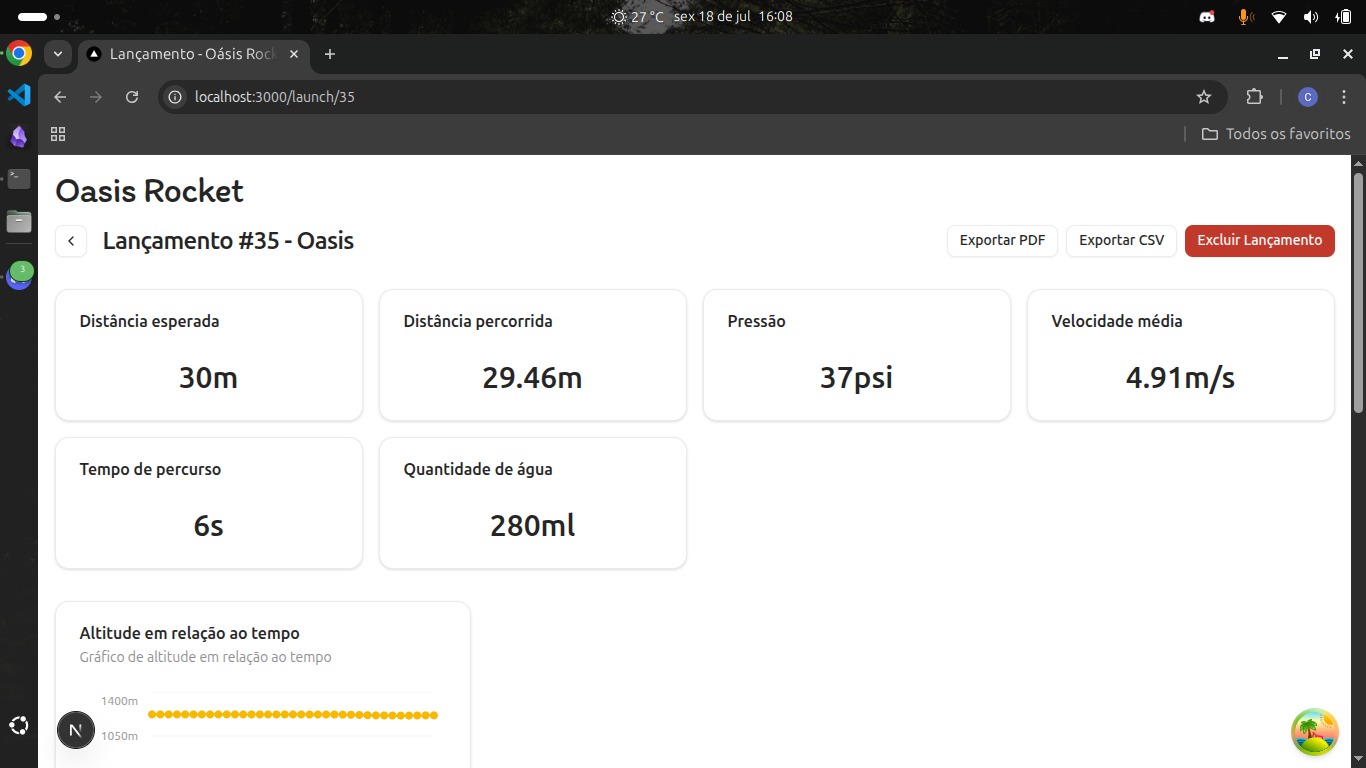 27 °C sex 18 de jul 16:08
Lançamento - Oásis Rock
localhost:3000/launch/35
C
Todos os favoritos
Oasis Rocket
Lançamento #35 - Oasis
Exportar PDF
Exportar CSV
Excluir Lançamento
Distância esperada
30m
Distância percorrida
29.46m
Pressão
37psi
Velocidade média
4.91m/s
3
Tempo de percurso
6s
Quantidade de água
280ml
Altitude em relação ao tempo
Gráfico de altitude em relação ao tempo
1400m
1050m
N